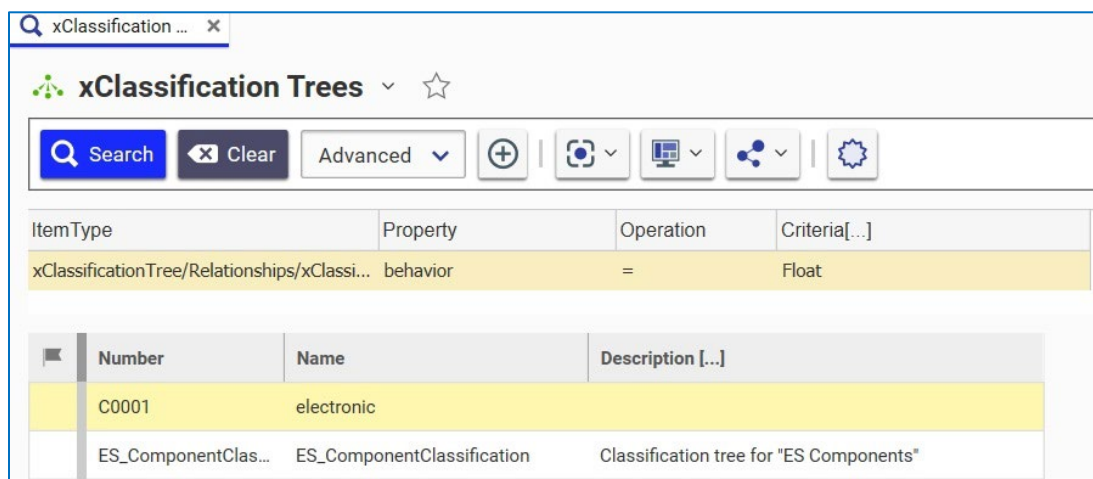 xClassification ...
xClassification Trees
Search Clear Advanced
ItemType Property Operation Criteria[...]
xClassificationTree/Relationships/xClassi... behavior = Float
Number Name Description [...]
C0001 electronic
ES_ComponentClas... ES_ComponentClassification Classification tree for "ES Components"